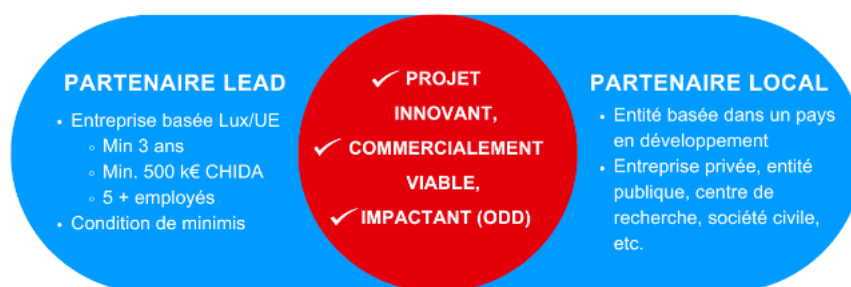 PARTENAIRE LEAD
• Entreprise basée Lux/UE
◦ Min 3 ans
◦ Min. 500 k€ CHIDA
◦ 5 + employés
• Condition de minimis
✓ PROJET
INNOVANT,
✓ COMMERCIALEMENT
VIABLE,
✓ IMPACTANT (ODD)
PARTENAIRE LOCAL
• Entité basée dans un pays
en développement
• Entreprise privée, entité
publique, centre de
recherche, société civile,
etc.